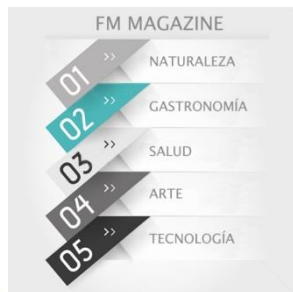 FM MAGAZINE
01 >> NATURALEZA
02 >> GASTRONOMÍA
03 >> SALUD
04 >> ARTE
05 >> TECNOLOGÍA